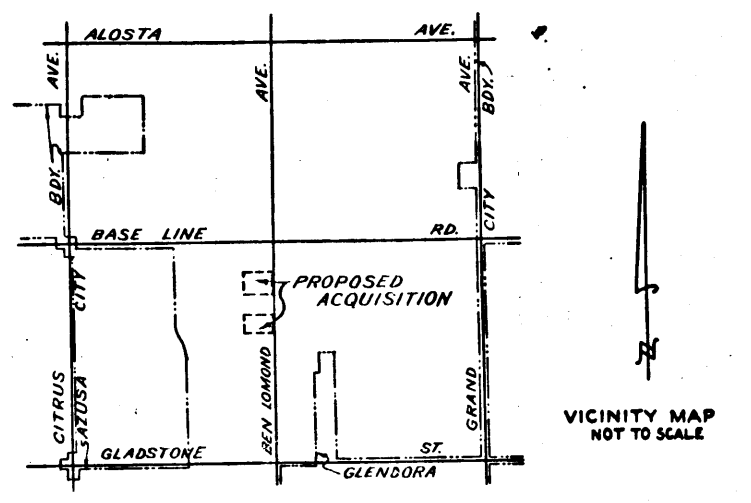 ALOSTA AVE.
AVE.
AVE.
AVE.
BDY.
BDY.
CITY
BASE LINE RD.
CITY
PROPOSED
ACQUISITION
CITRUS
AZUSA
BEN LOMOND
GRAND
GLADSTONE ST.
GLENDORA
N
VICINITY MAP
NOT TO SCALE